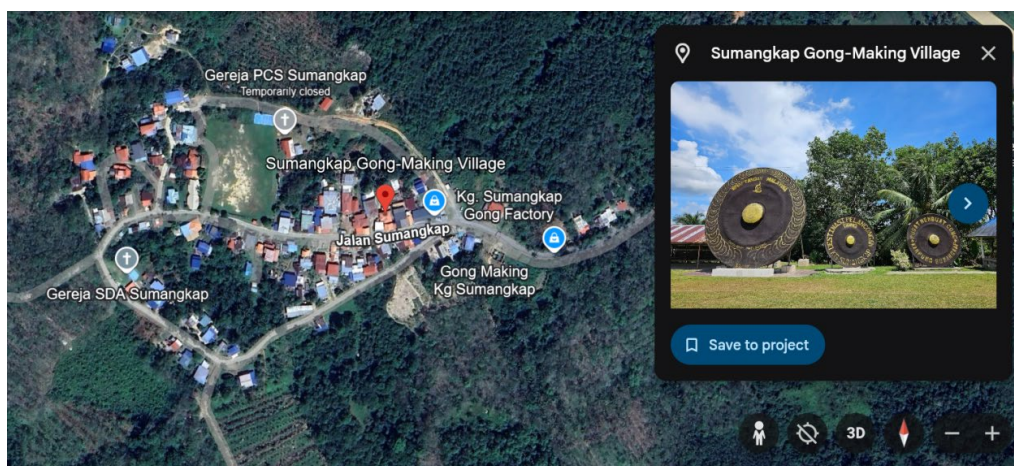 Gereja PCS Sumangkap
Temporarily closed
Sumangkap Gong-Making Village
Kg. Sumangkap
Gong Factory
Jalan Sumangkap
Gong Making
Kg Sumangkap
Gereja SDA Sumangkap
Sumangkap Gong-Making Village
Save to project
3D